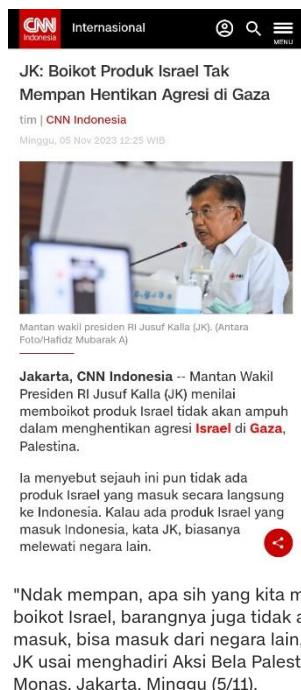 CNN Indonesia Internasional MENU
JK: Boikot Produk Israel Tak
Mempan Hentikan Agresi di Gaza
tim | CNN Indonesia
Minggu, 05 Nov 2023 12:25 WIB
Mantan wakil presiden RI Jusuf Kalla (JK). (Antara
Foto/Hafidz Mubarak A)
Jakarta, CNN Indonesia -- Mantan Wakil
Presiden RI Jusuf Kalla (JK) menilai
memboikot produk Israel tidak akan ampuh
dalam menghentikan agresi Israel di Gaza,
Palestina.
Ia menyebut sejauh ini pun tidak ada
produk Israel yang masuk secara langsung
ke Indonesia. Kalau ada produk Israel yang
masuk Indonesia, kata JK, biasanya
melewati negara lain.
"Ndak mempan, apa sih yang kita m
boikot Israel, barangnya juga tidak a
masuk, bisa masuk dari negara lain,
JK usai menghadiri Aksi Bela Palest
Monas, Jakarta, Minggu (5/11).